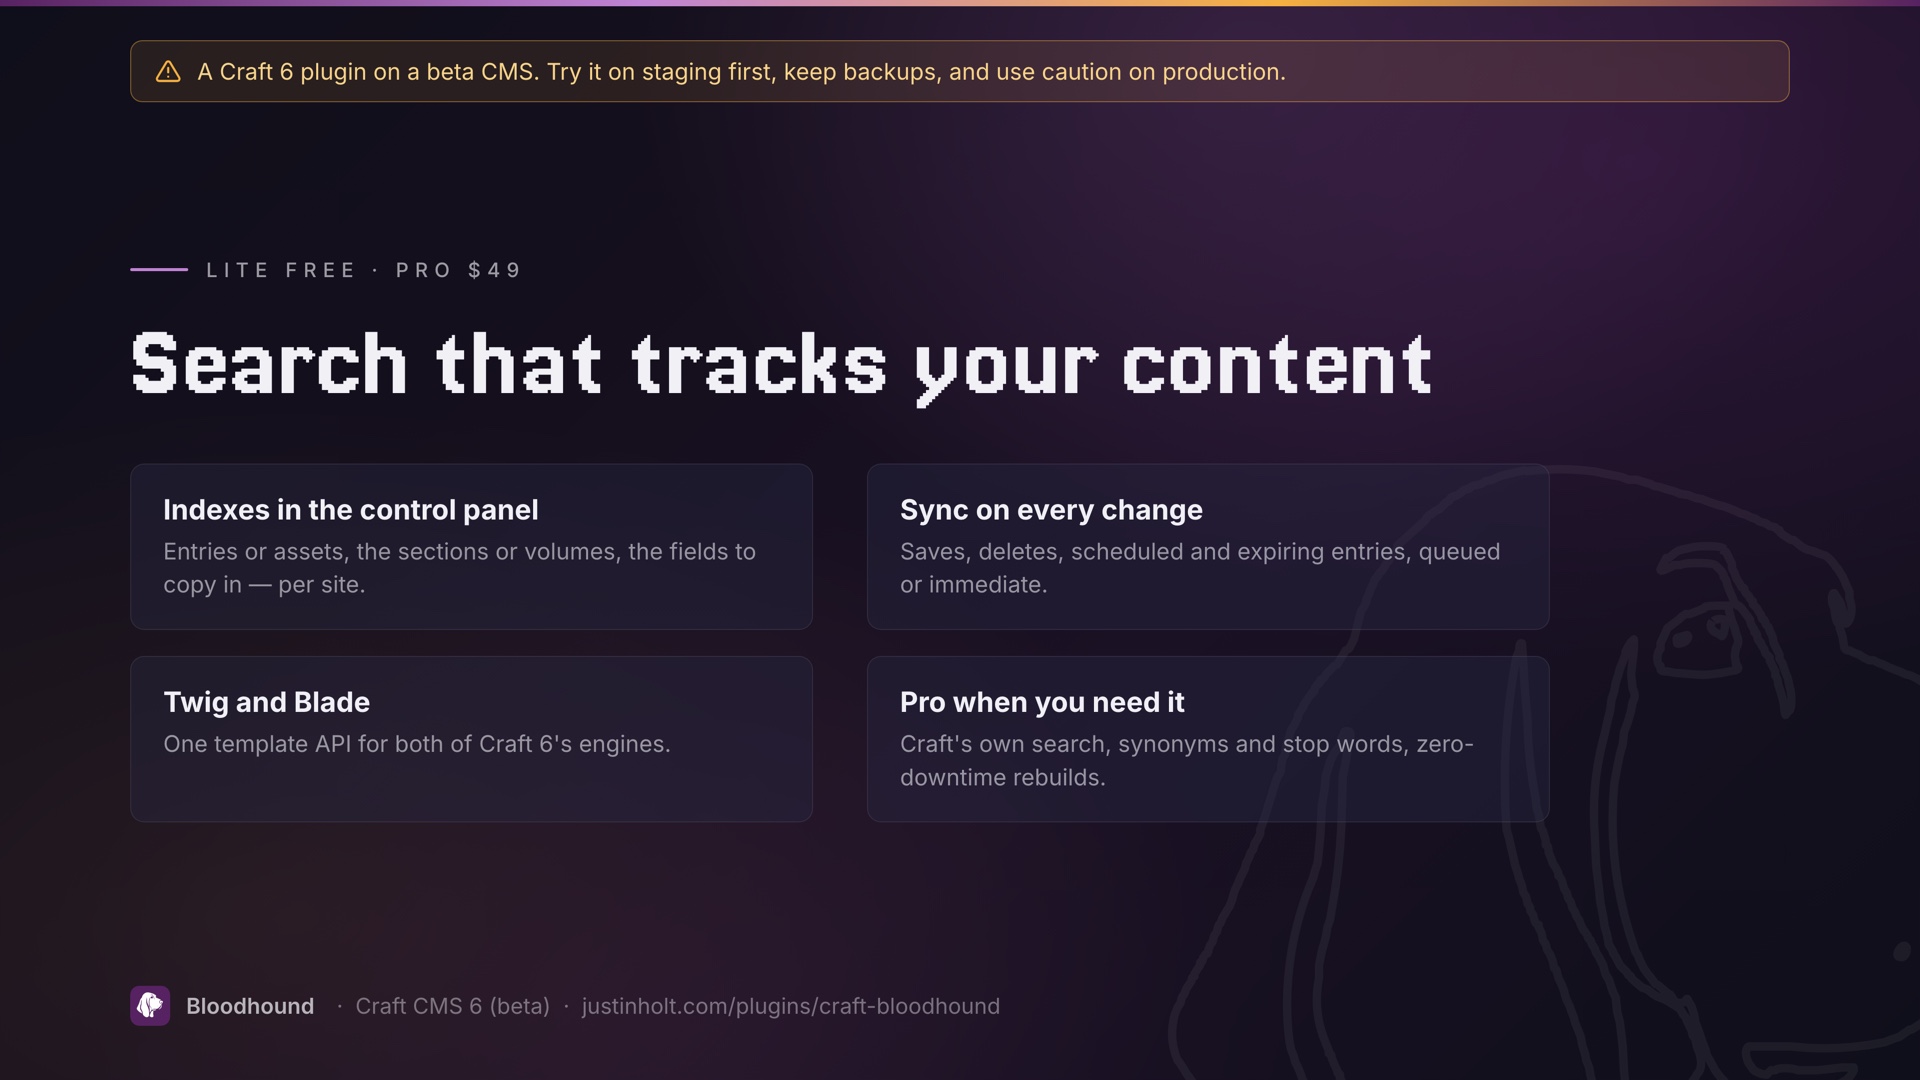 A Craft 6 plugin on a beta CMS. Try it on staging first, keep backups, and use caution on production.
LITE FREE · PRO $49
Search that tracks your content
Indexes in the control panel
Entries or assets, the sections or volumes, the fields to
copy in — per site.
Sync on every change
Saves, deletes, scheduled and expiring entries, queued
or immediate.
Twig and Blade
One template API for both of Craft 6's engines.
Pro when you need it
Craft's own search, synonyms and stop words, zero-
downtime rebuilds.
Bloodhound · Craft CMS 6 (beta) · justinholt.com/plugins/craft-bloodhound